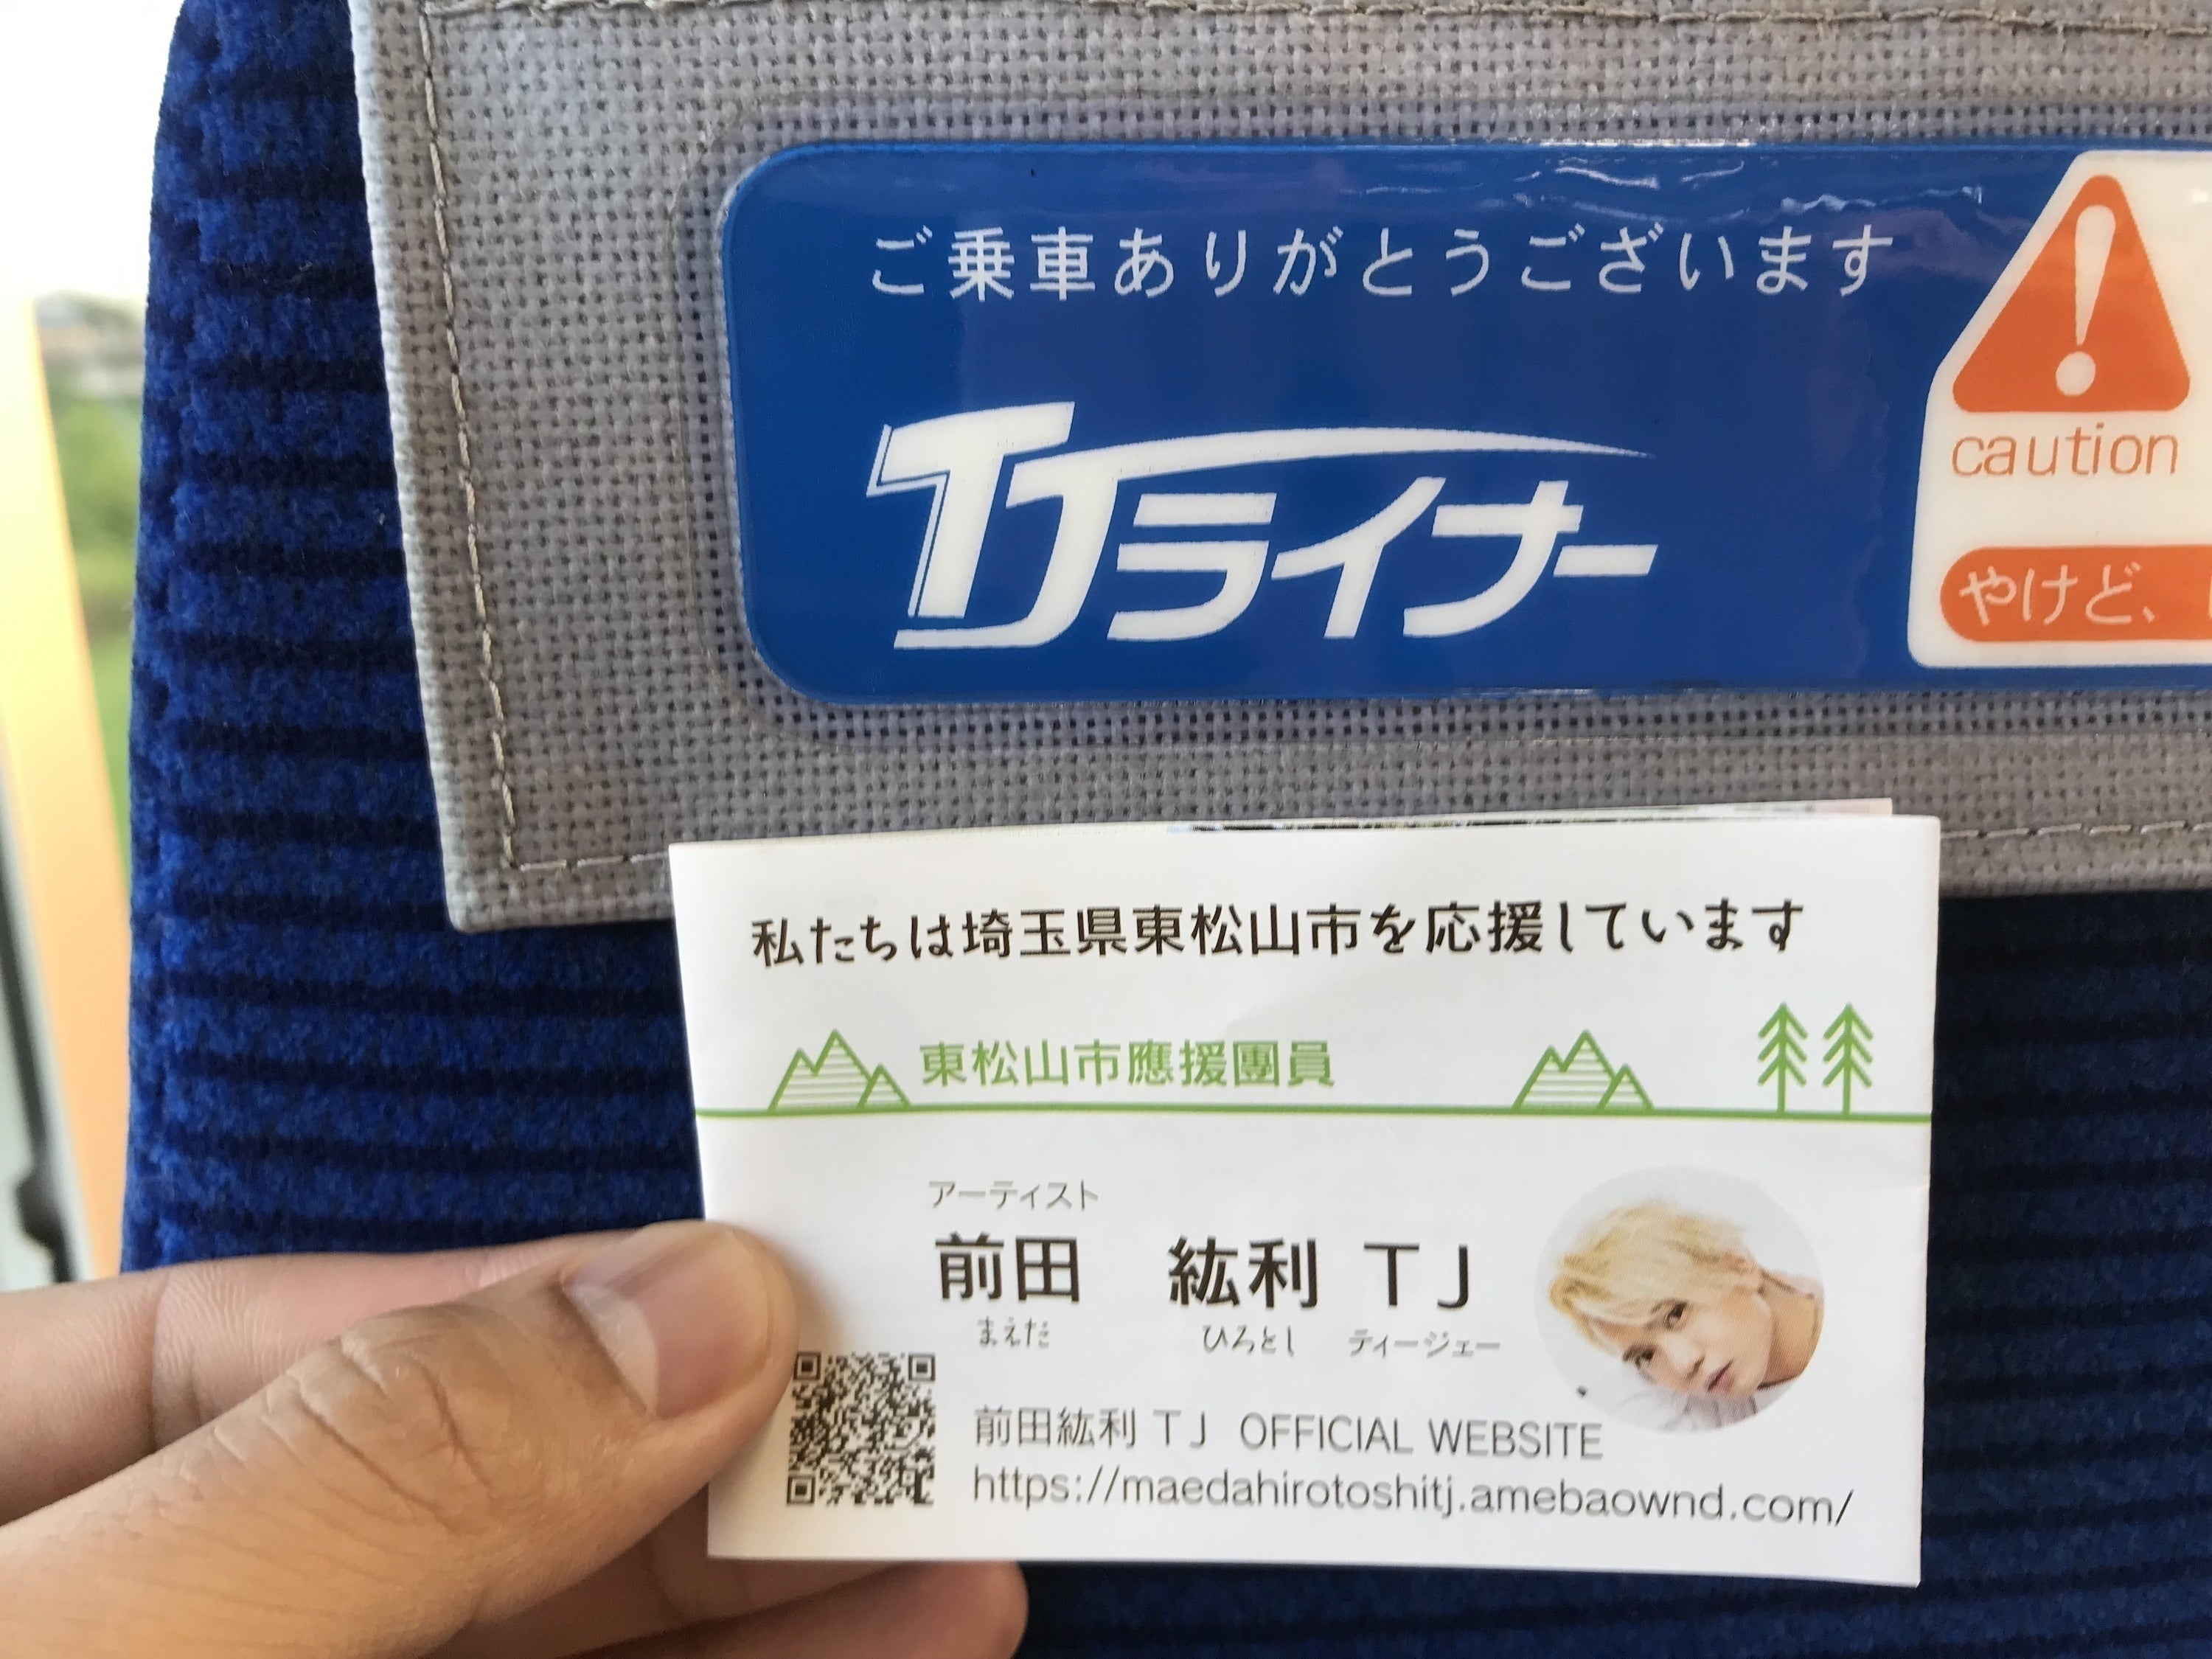 ご乗車ありがとうございます
TJライナー
caution
やけど、
私たちは埼玉県東松山市を応援しています
東松山市應援團員
アーティスト
前田 紘利 TJ
まえだ ひろとし ティージェー
前田紘利 TJ OFFICIAL WEBSITE
https://maedahirotoshitj.amebaownd.com/